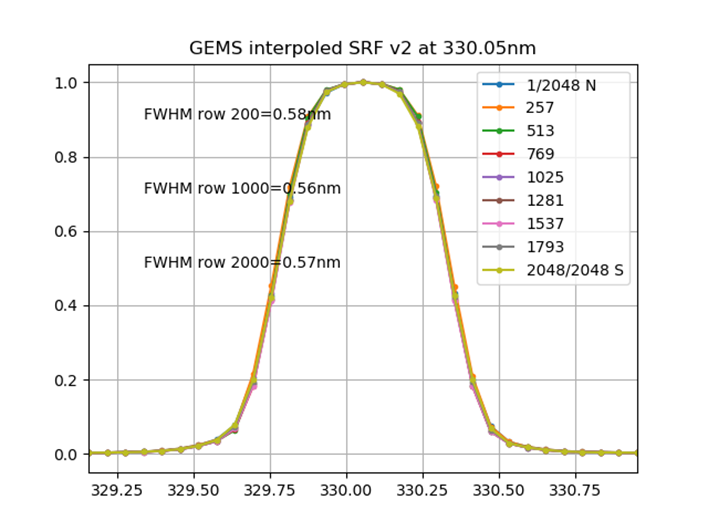 GEMS interpoled SRF v2 at 330.05nm
1.0
0.8
0.6
0.4
0.2
0.0
FWHM row 200=0.58nm
FWHM row 1000=0.56nm
FWHM row 2000=0.57nm
1/2048 N
257
513
769
1025
1281
1537
1793
2048/2048 S
329.25 329.50 329.75 330.00 330.25 330.50 330.75